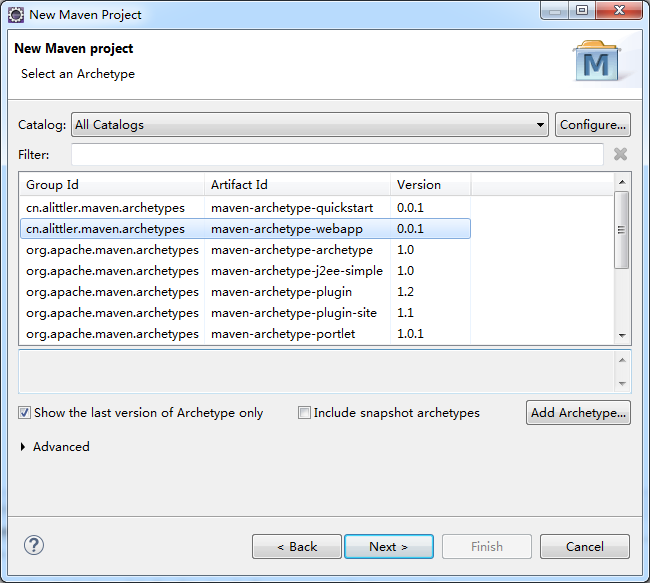 New Maven Project
New Maven project
Select an Archetype
M
Catalog: All Catalogs Configure...
Filter:
Group Id Artifact Id Version
cn.alittler.maven.archetypes maven-archetype-quickstart 0.0.1
cn.alittler.maven.archetypes maven-archetype-webapp 0.0.1
org.apache.maven.archetypes maven-archetype-archetype 1.0
org.apache.maven.archetypes maven-archetype-j2ee-simple 1.0
org.apache.maven.archetypes maven-archetype-plugin 1.2
org.apache.maven.archetypes maven-archetype-plugin-site 1.1
org.apache.maven.archetypes maven-archetype-portlet 1.0.1
Show the last version of Archetype only Include snapshot archetypes Add Archetype...
Advanced
? < Back Next > Finish Cancel